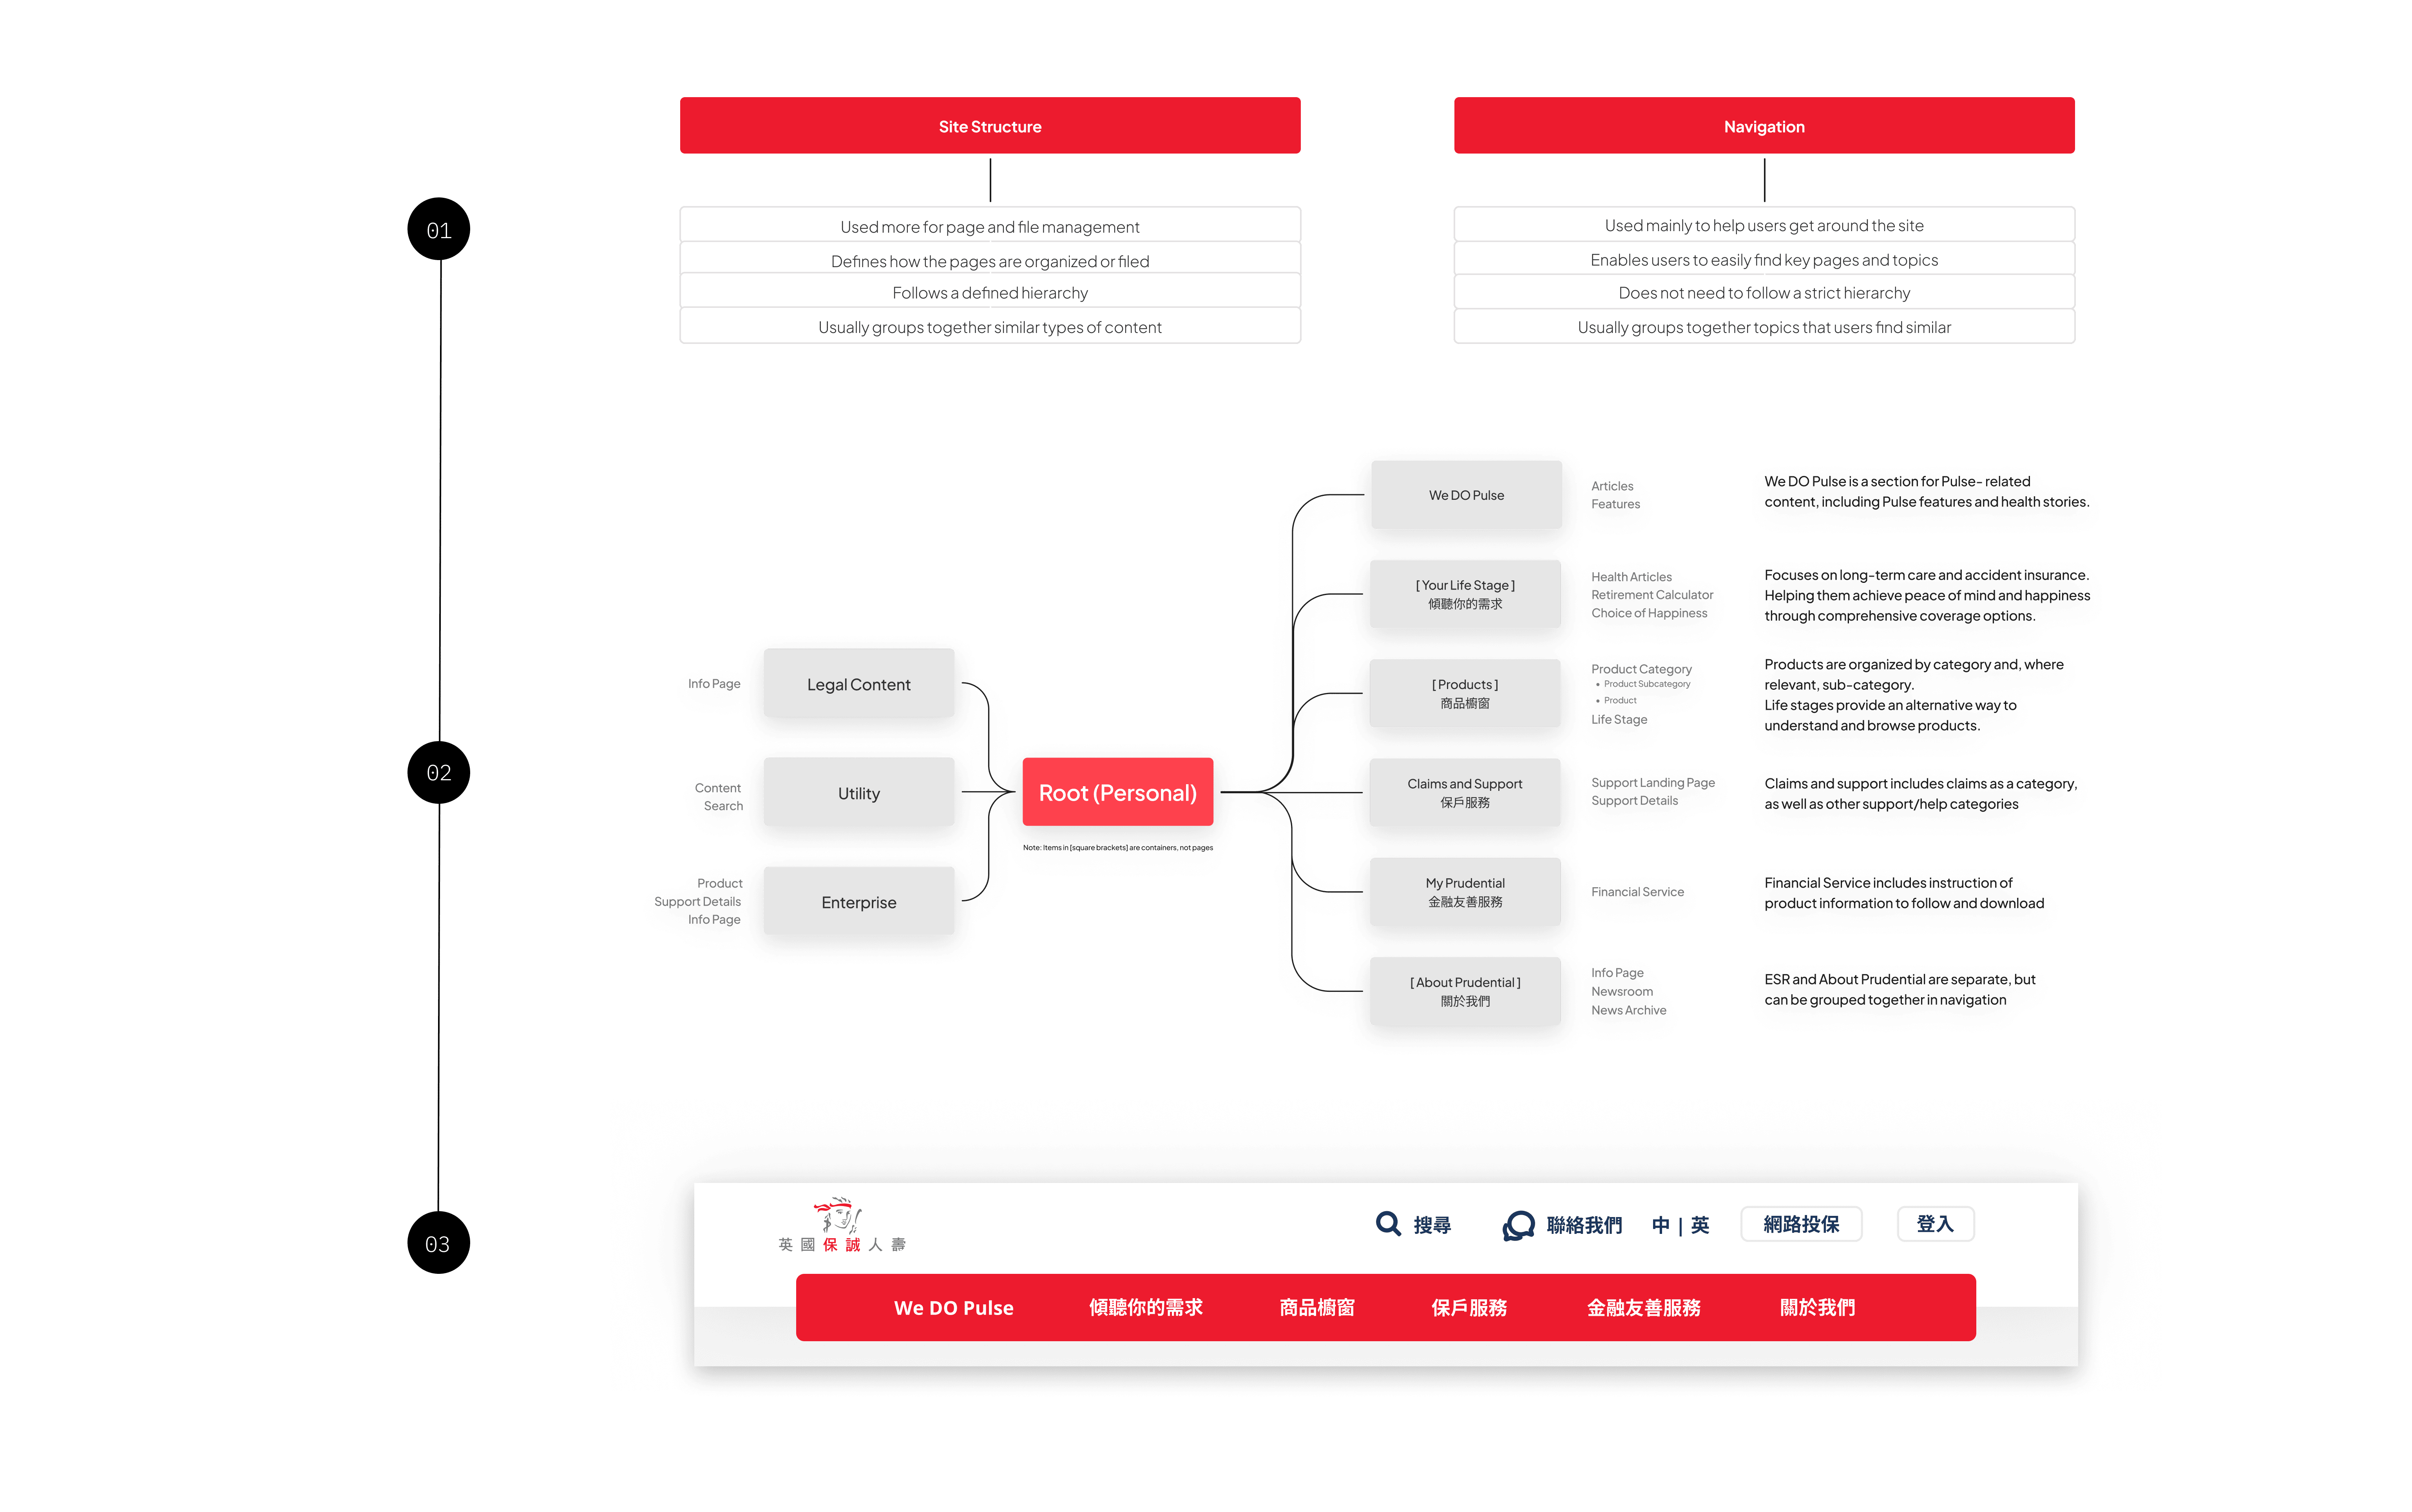 Site Structure
Navigation
01
Used more for page and file management
Defines how the pages are organized or filed
Follows a defined hierarchy
Usually groups together similar types of content
Used mainly to help users get around the site
Enables users to easily find key pages and topics
Does not need to follow a strict hierarchy
Usually groups together topics that users find similar
02
Info Page
Legal Content
Content
Search
Utility
Product
Support Details
Info Page
Enterprise
Root (Personal)
Note: Items in [square brackets] are containers, not pages
We DO Pulse
Articles
Features
We DO Pulse is a section for Pulse- related
content, including Pulse features and health stories.
[ Your Life Stage ]
傾聽你的需求
Health Articles
Retirement Calculator
Choice of Happiness
Focuses on long-term care and accident insurance.
Helping them achieve peace of mind and happiness
through comprehensive coverage options.
[ Products ]
商品櫥窗
Product Category
• Product Subcategory
• Product
Life Stage
Products are organized by category and, where
relevant, sub-category.
Life stages provide an alternative way to
understand and browse products.
Claims and Support
保戶服務
Support Landing Page
Support Details
Claims and support includes claims as a category,
as well as other support/help categories
My Prudential
金融友善服務
Financial Service
Financial Service includes instruction of
product information to follow and download
[ About Prudential ]
關於我們
Info Page
Newsroom
News Archive
ESR and About Prudential are separate, but
can be grouped together in navigation
03
英國保誠人壽
搜尋
聯絡我們
中 | 英
網路投保
登入
We DO Pulse
傾聽你的需求
商品櫥窗
保戶服務
金融友善服務
關於我們